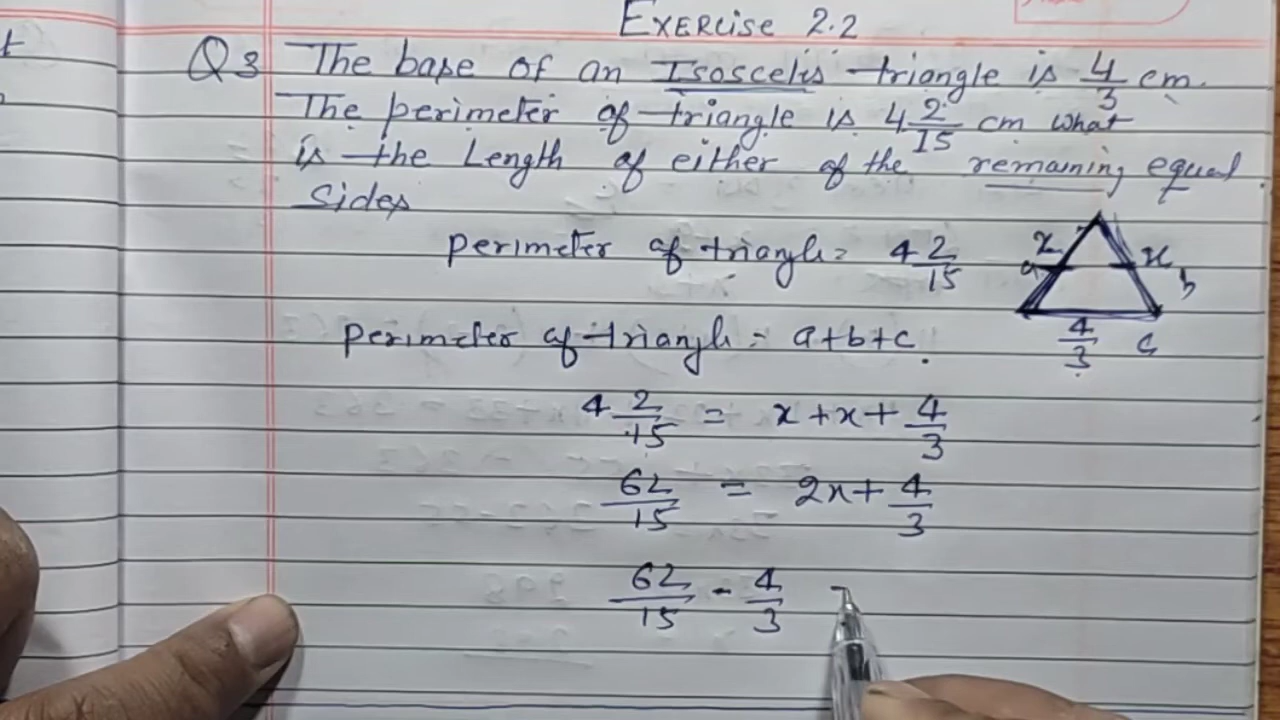 EXERCISE 2.2
Q3 The base of an Isoscelis triangle is 4/3 cm.
The perimeter of triangle is 4 2/15 cm what
is the Length of either of the remaining equal
Sides
perimeter of triangle = 4 2/15
x x
a b
4/3 c
perimeter of triangle = a+b+c.
4 2/15 = x+x+ 4/3
62/15 = 2x+ 4/3
62/15 - 4/3